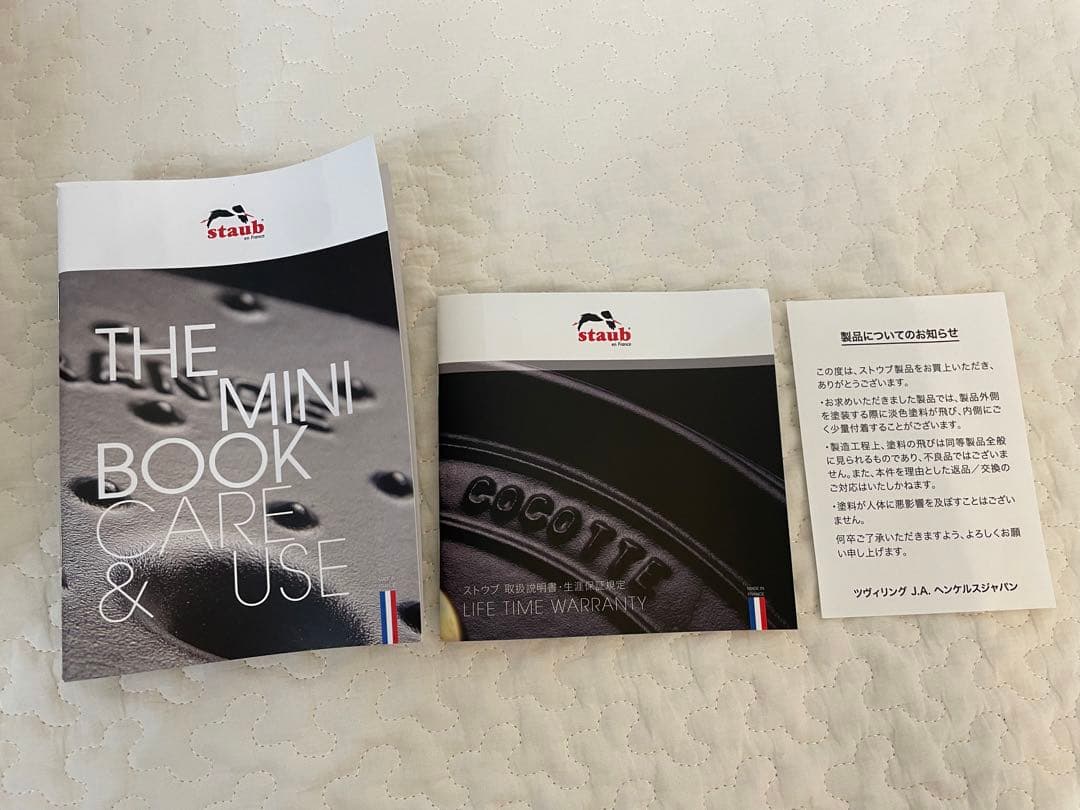 staub
en France
THE
MINI
BOOK
CARE
& USE
staub
en France
COCOTTE
ストウブ 取扱説明書・生涯保証規定
LIFE TIME WARRANTY
MADE IN
FRANCE
製品についてのお知らせ
この度は、ストウブ製品をお買上いただき、
ありがとうございます。
・お求めいただきました製品では、製品外側
を塗装する際に淡色塗料が飛び、内側にご
く少量付着することがございます。
・製造工程上、塗料の飛びは同等製品全般
に見られるものであり、不良品ではございま
せん。また、本件を理由とした返品／交換の
ご対応はいたしかねます。
・塗料が人体に悪影響を及ぼすことはござい
ません。
何卒ご了承いただきますよう、よろしくお願
い申し上げます。
ツヴィリング J.A. ヘンケルスジャパン